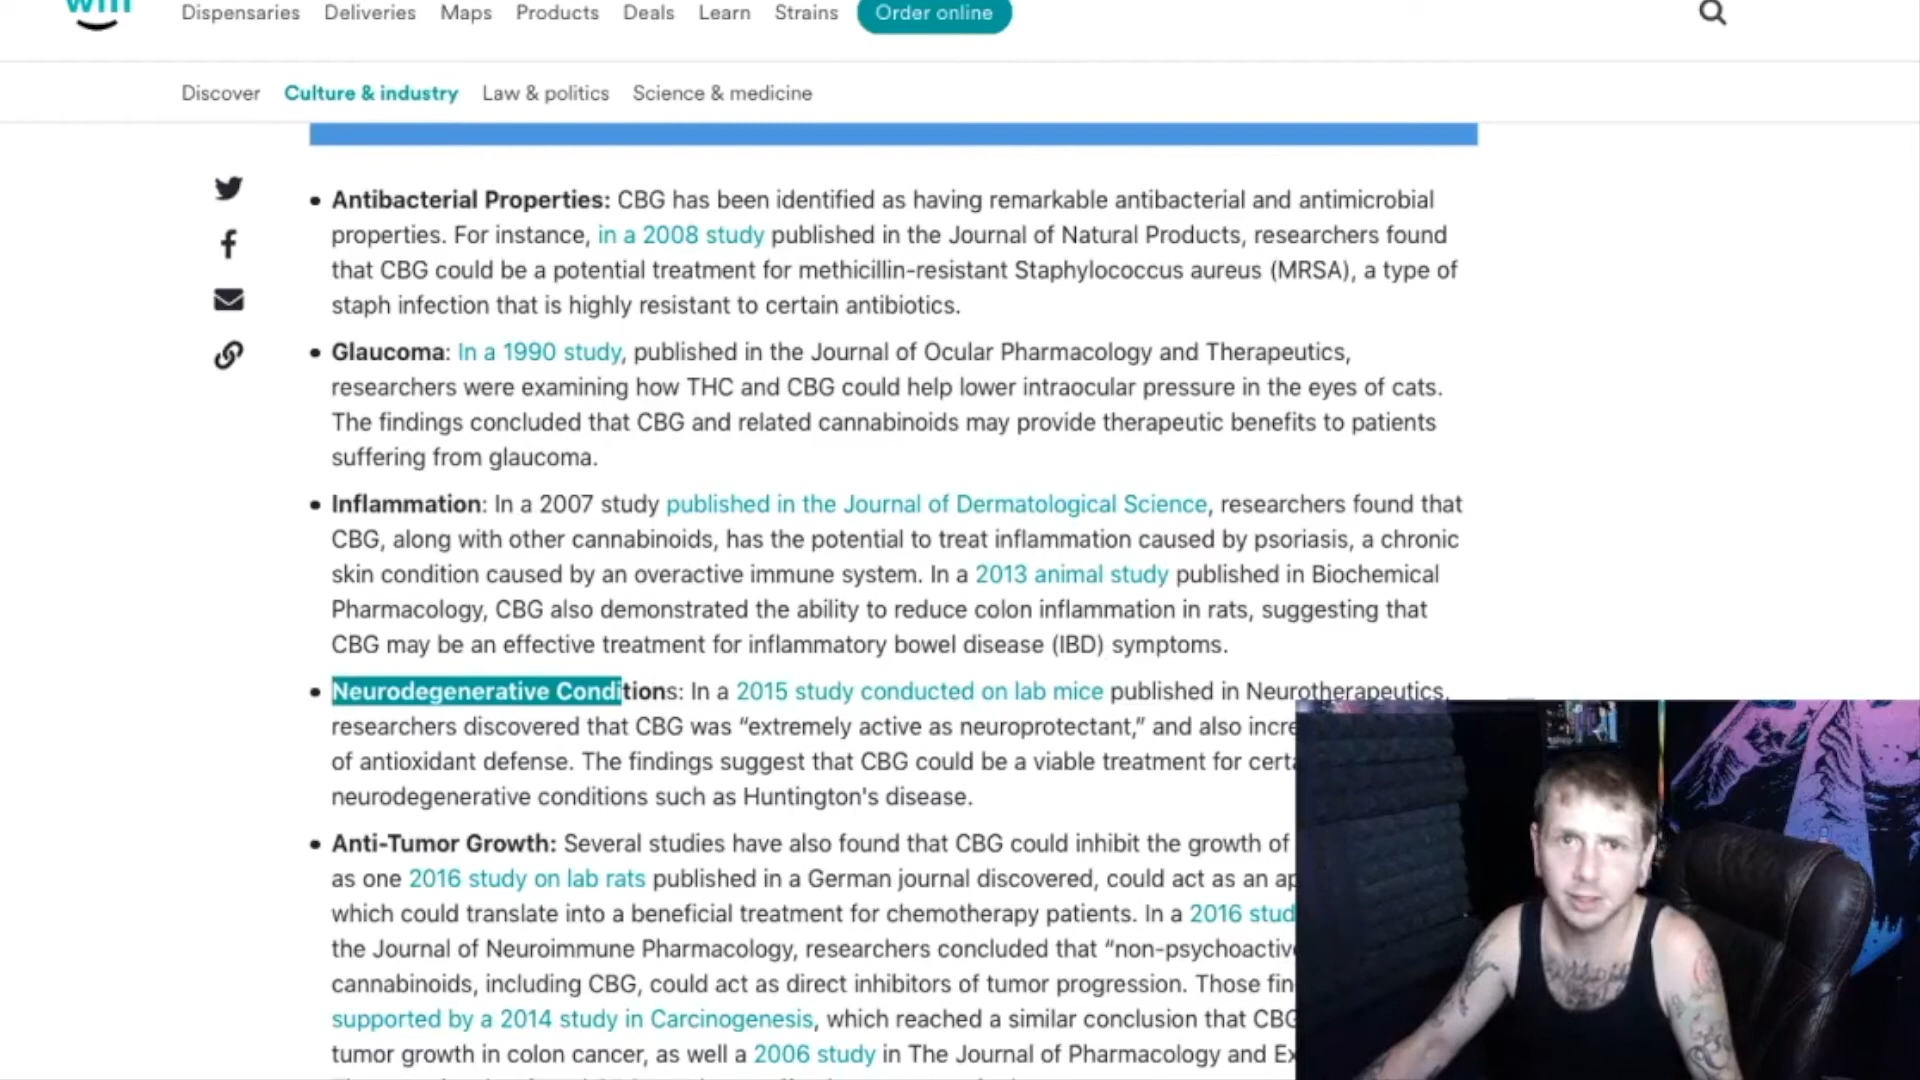 Dispensaries Deliveries Maps Products Deals Learn Strains Order online
Discover Culture & industry Law & politics Science & medicine
• Antibacterial Properties: CBG has been identified as having remarkable antibacterial and antimicrobial
properties. For instance, in a 2008 study published in the Journal of Natural Products, researchers found
that CBG could be a potential treatment for methicillin-resistant Staphylococcus aureus (MRSA), a type of
staph infection that is highly resistant to certain antibiotics.
• Glaucoma: In a 1990 study, published in the Journal of Ocular Pharmacology and Therapeutics,
researchers were examining how THC and CBG could help lower intraocular pressure in the eyes of cats.
The findings concluded that CBG and related cannabinoids may provide therapeutic benefits to patients
suffering from glaucoma.
• Inflammation: In a 2007 study published in the Journal of Dermatological Science, researchers found that
CBG, along with other cannabinoids, has the potential to treat inflammation caused by psoriasis, a chronic
skin condition caused by an overactive immune system. In a 2013 animal study published in Biochemical
Pharmacology, CBG also demonstrated the ability to reduce colon inflammation in rats, suggesting that
CBG may be an effective treatment for inflammatory bowel disease (IBD) symptoms.
• Neurodegenerative Conditions: In a 2015 study conducted on lab mice published in Neurotherapeutics,
researchers discovered that CBG was “extremely active as neuroprotectant,” and also incre
of antioxidant defense. The findings suggest that CBG could be a viable treatment for certa
neurodegenerative conditions such as Huntington's disease.
• Anti-Tumor Growth: Several studies have also found that CBG could inhibit the growth of
as one 2016 study on lab rats published in a German journal discovered, could act as an ap
which could translate into a beneficial treatment for chemotherapy patients. In a 2016 stud
the Journal of Neuroimmune Pharmacology, researchers concluded that “non-psychoactive
cannabinoids, including CBG, could act as direct inhibitors of tumor progression. Those fin
supported by a 2014 study in Carcinogenesis, which reached a similar conclusion that CBG
tumor growth in colon cancer, as well a 2006 study in The Journal of Pharmacology and Ex